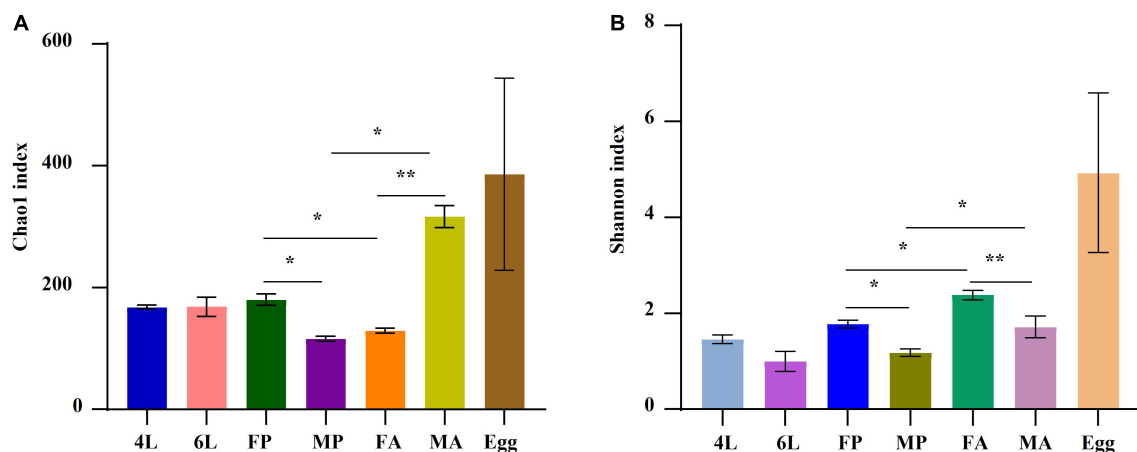 A
Chao1 index
600
400
200
0
*
**
*
*
4L 6L FP MP FA MA Egg
B
Shannon index
8
6
4
2
0
*
*
**
*
4L 6L FP MP FA MA Egg